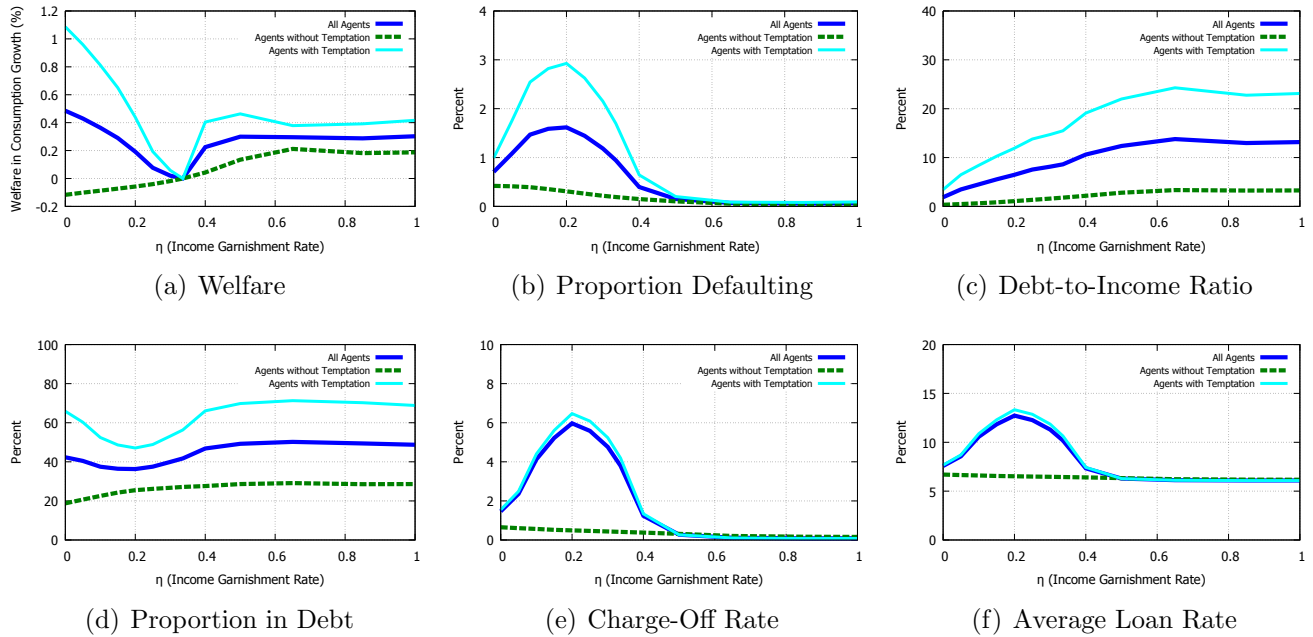 Welfare in Consumption Growth (%)
1.2
1
0.8
0.6
0.4
0.2
0
-0.2
All Agents
Agents without Temptation
Agents with Temptation
0 0.2 0.4 0.6 0.8 1
η (Income Garnishment Rate)
(a) Welfare
Percent
4
3
2
1
0
All Agents
Agents without Temptation
Agents with Temptation
0 0.2 0.4 0.6 0.8 1
η (Income Garnishment Rate)
(b) Proportion Defaulting
Percent
40
30
20
10
0
All Agents
Agents without Temptation
Agents with Temptation
0 0.2 0.4 0.6 0.8 1
η (Income Garnishment Rate)
(c) Debt-to-Income Ratio
Percent
100
80
60
40
20
0
All Agents
Agents without Temptation
Agents with Temptation
0 0.2 0.4 0.6 0.8 1
η (Income Garnishment Rate)
(d) Proportion in Debt
Percent
10
8
6
4
2
0
All Agents
Agents without Temptation
Agents with Temptation
0 0.2 0.4 0.6 0.8 1
η (Income Garnishment Rate)
(e) Charge-Off Rate
Percent
20
15
10
5
0
All Agents
Agents without Temptation
Agents with Temptation
0 0.2 0.4 0.6 0.8 1
η (Income Garnishment Rate)
(f) Average Loan Rate